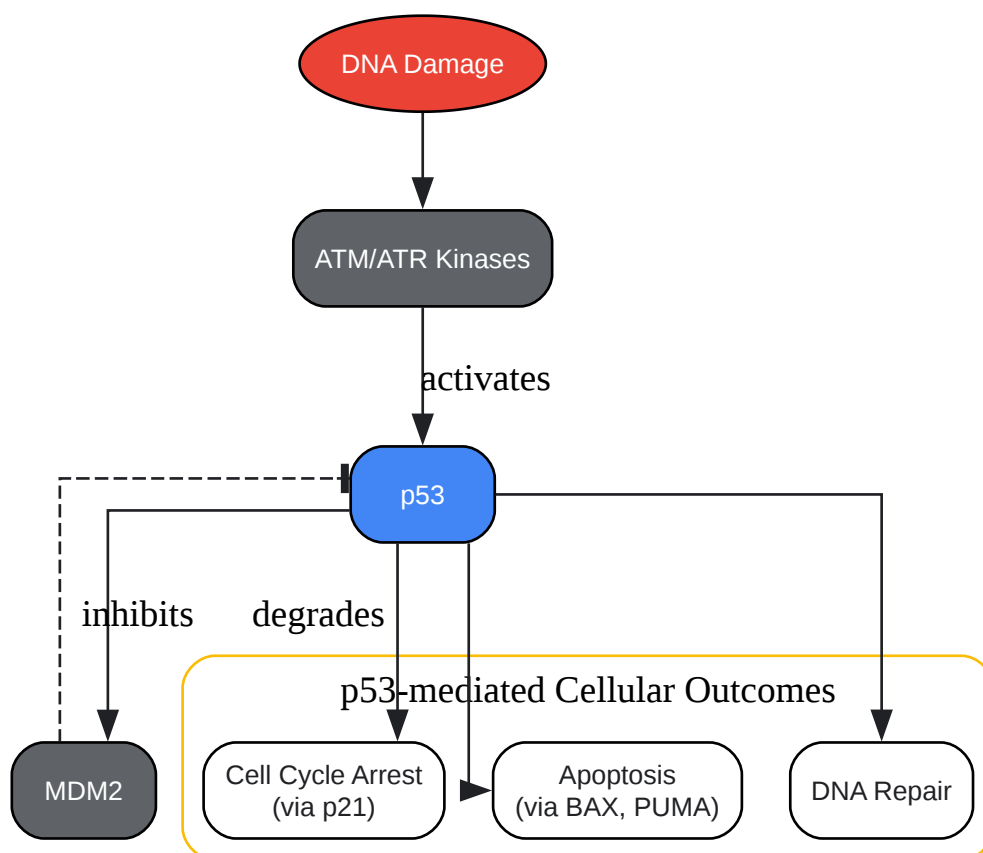 DNA Damage
ATM/ATR Kinases
activates
p53
inhibits
degrades
p53-mediated Cellular Outcomes
MDM2
Cell Cycle Arrest
(via p21)
Apoptosis
(via BAX, PUMA)
DNA Repair